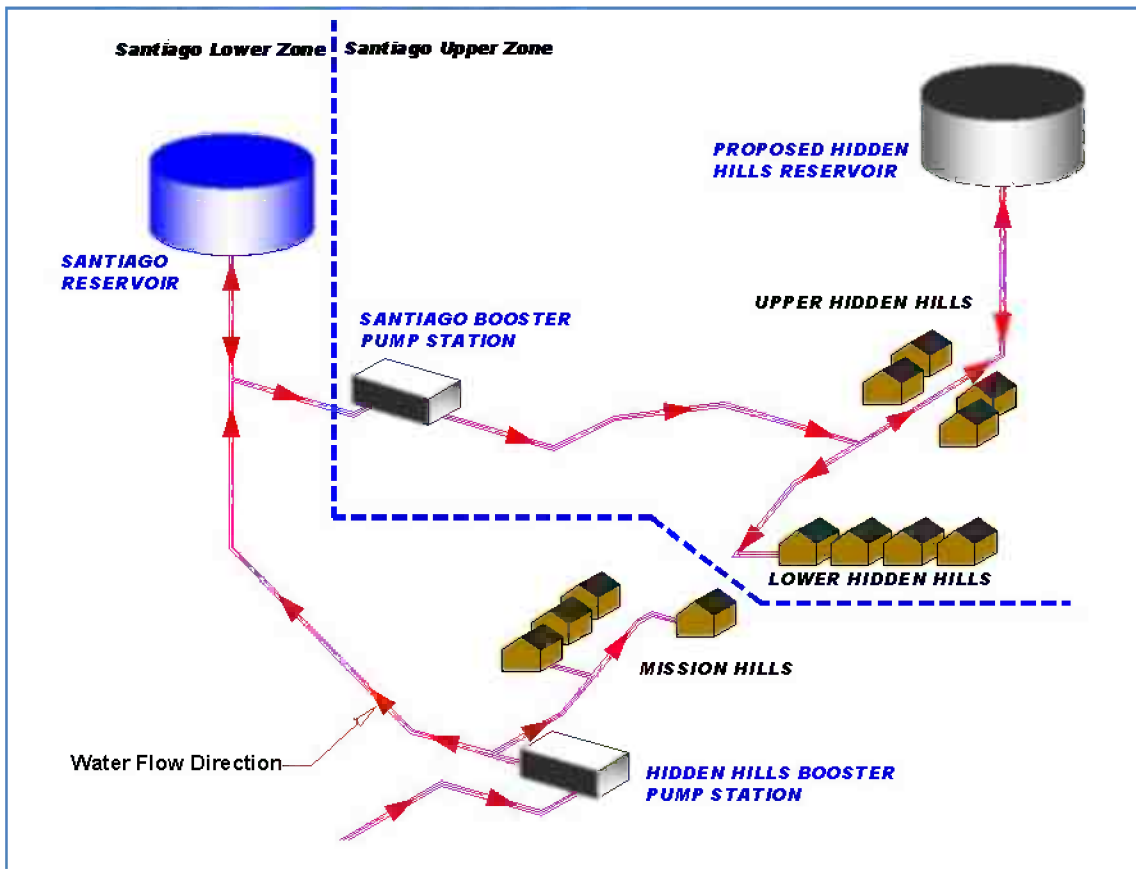 Santiago Lower Zone
Santiago Upper Zone
PROPOSED HIDDEN
HILLS RESERVOIR
SANTIAGO
RESERVOIR
UPPER HIDDEN HILLS
SANTIAGO BOOSTER
PUMP STATION
LOWER HIDDEN HILLS
MISSION HILLS
Water Flow Direction
HIDDEN HILLS BOOSTER
PUMP STATION